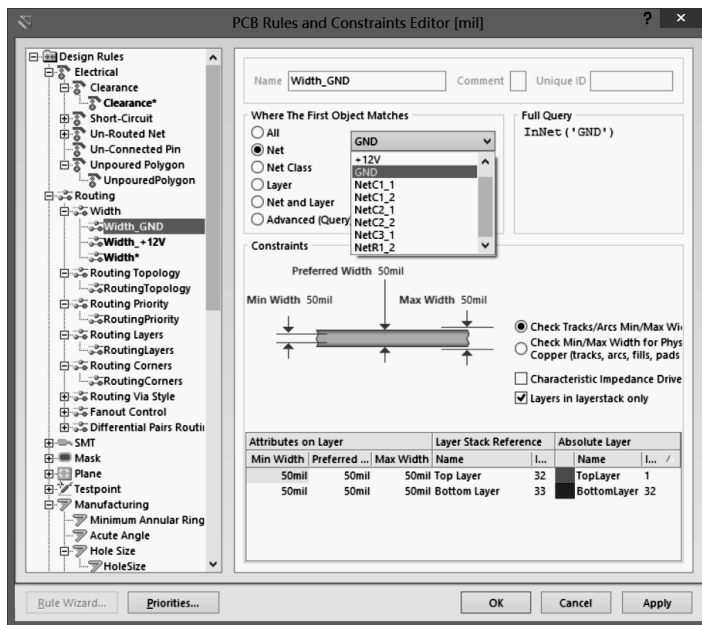 PCB Rules and Constraints Editor [mil]
? ×
Design Rules
Electrical
Clearance
Clearance*
Short-Circuit
Un-Routed Net
Un-Connected Pin
Unpoured Polygon
UnpouredPolygon
Routing
Width
Width_GND
Width_+12V
Width*
Routing Topology
RoutingTopology
Routing Priority
RoutingPriority
Routing Layers
RoutingLayers
Routing Corners
RoutingCorners
Routing Via Style
Fanout Control
Differential Pairs Routi
SMT
Mask
Plane
Testpoint
Manufacturing
Minimum Annular Ring
Acute Angle
Hole Size
HoleSize
Name Width_GND Comment Unique ID
Where The First Object Matches
All
Net
Net Class
Layer
Net and Layer
Advanced (Query)
GND
+12V
GND
NetC1_1
NetC1_2
NetC2_1
NetC2_2
NetC3_1
NetR1_2
Full Query
InNet('GND')
Constraints
Preferred Width 50mil
Min Width 50mil Max Width 50mil
Check Tracks/Arcs Min/Max Wi
Check Min/Max Width for Phys
Copper (tracks, arcs, fills, pads
Characteristic Impedance Drive
Layers in layerstack only
Attributes on Layer Layer Stack Reference Absolute Layer
Min Width Preferred ... Max Width Name I... Name I...
50mil 50mil 50mil Top Layer 32 TopLayer 1
50mil 50mil 50mil Bottom Layer 33 BottomLayer 32
Rule Wizard... Priorities... OK Cancel Apply